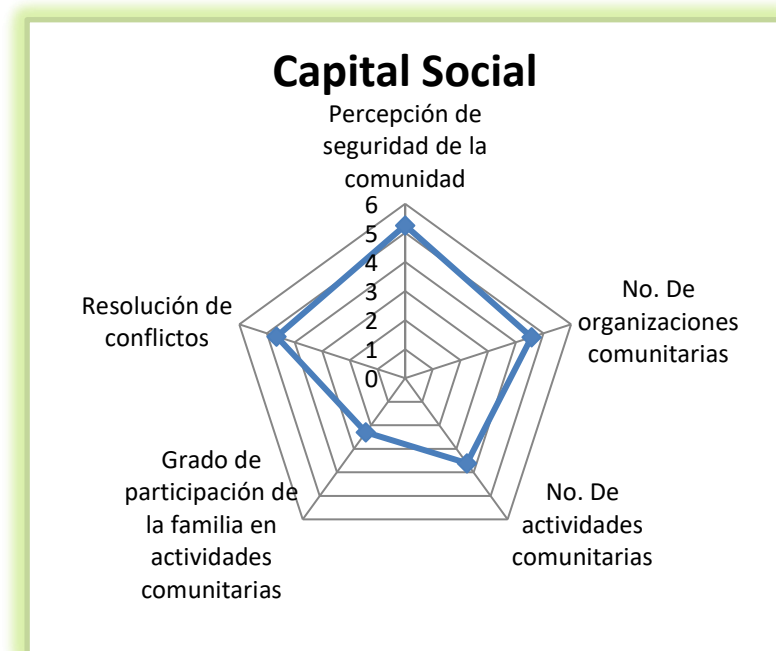 Capital Social
Percepción de
seguridad de la
comunidad
6
5
4
3
2
1
0
No. De
organizaciones
comunitarias
No. De
actividades
comunitarias
Grado de
participación de
la familia en
actividades
comunitarias
Resolución de
conflictos